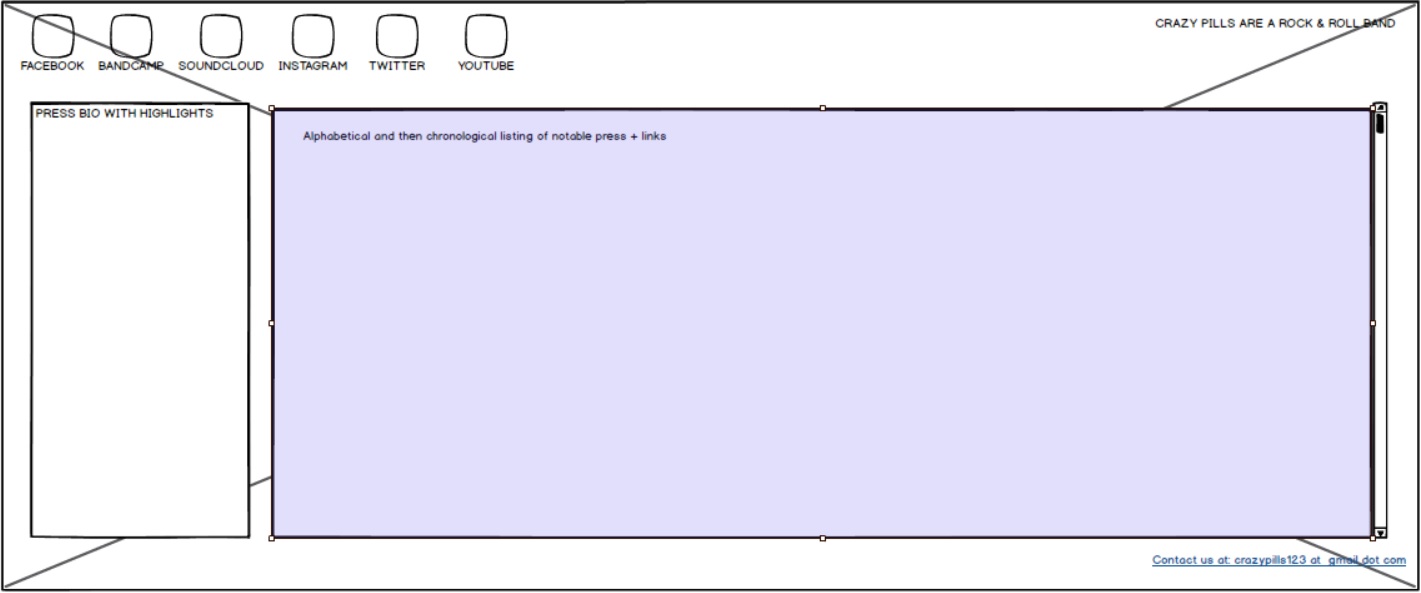 CRAZY PILLS ARE A ROCK & ROLL BAND
FACEBOOK BANDCAMP SOUNDCLOUD INSTAGRAM TWITTER YOUTUBE
PRESS BIO WITH HIGHLIGHTS
Alphabetical and then chronological listing of notable press + links
Contact us at: crazypills123 at gmail dot com